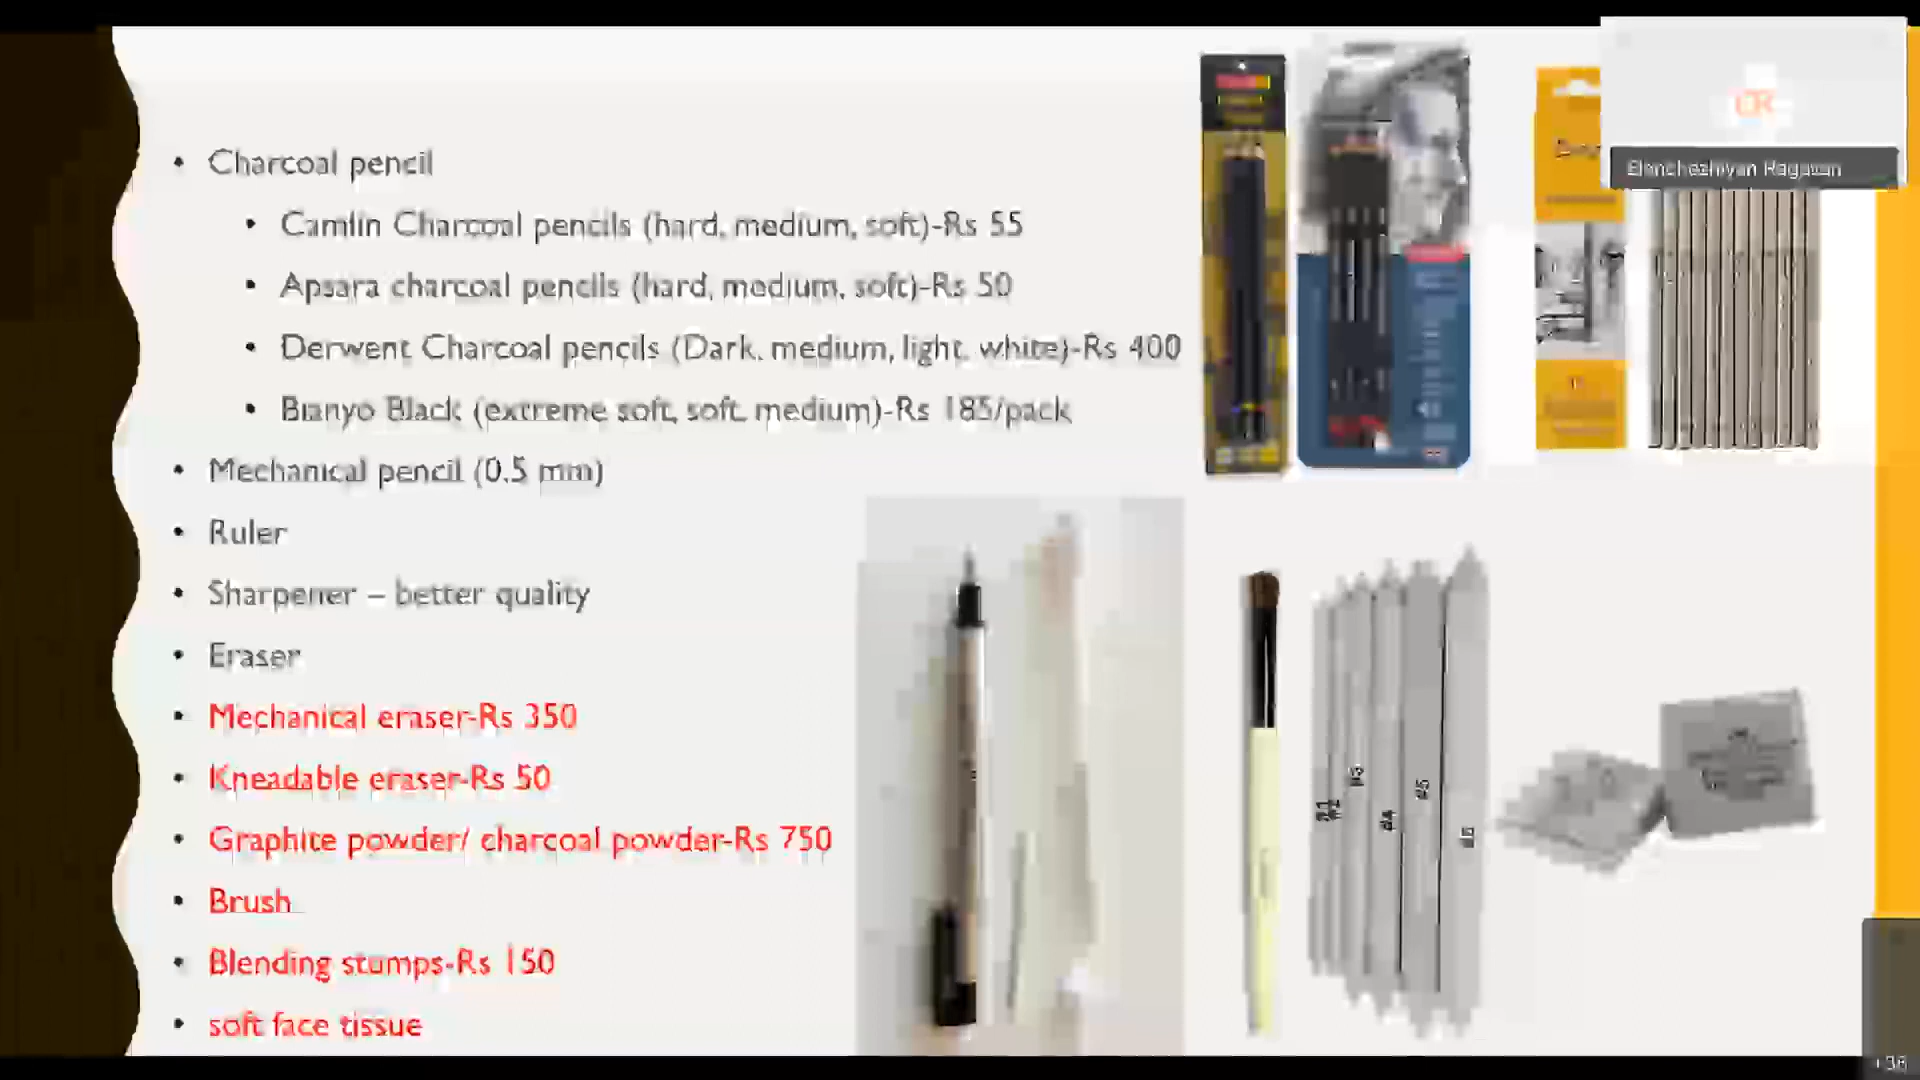 • Charcoal pencil
• Camlin Charcoal pencils (hard, medium, soft)-Rs 55
• Apsara charcoal pencils (hard, medium, soft)-Rs 50
• Derwent Charcoal pencils (Dark, medium, light, white)-Rs 400
• Bianyo Black (extreme soft, soft, medium)-Rs 185/pack
• Mechanical pencil (0.5 mm)
• Ruler
• Sharpener – better quality
• Eraser
• Mechanical eraser-Rs 350
• Kneadable eraser-Rs 50
• Graphite powder/ charcoal powder-Rs 750
• Brush
• Blending stumps-Rs 150
• soft face tissue
#3
#4
#5